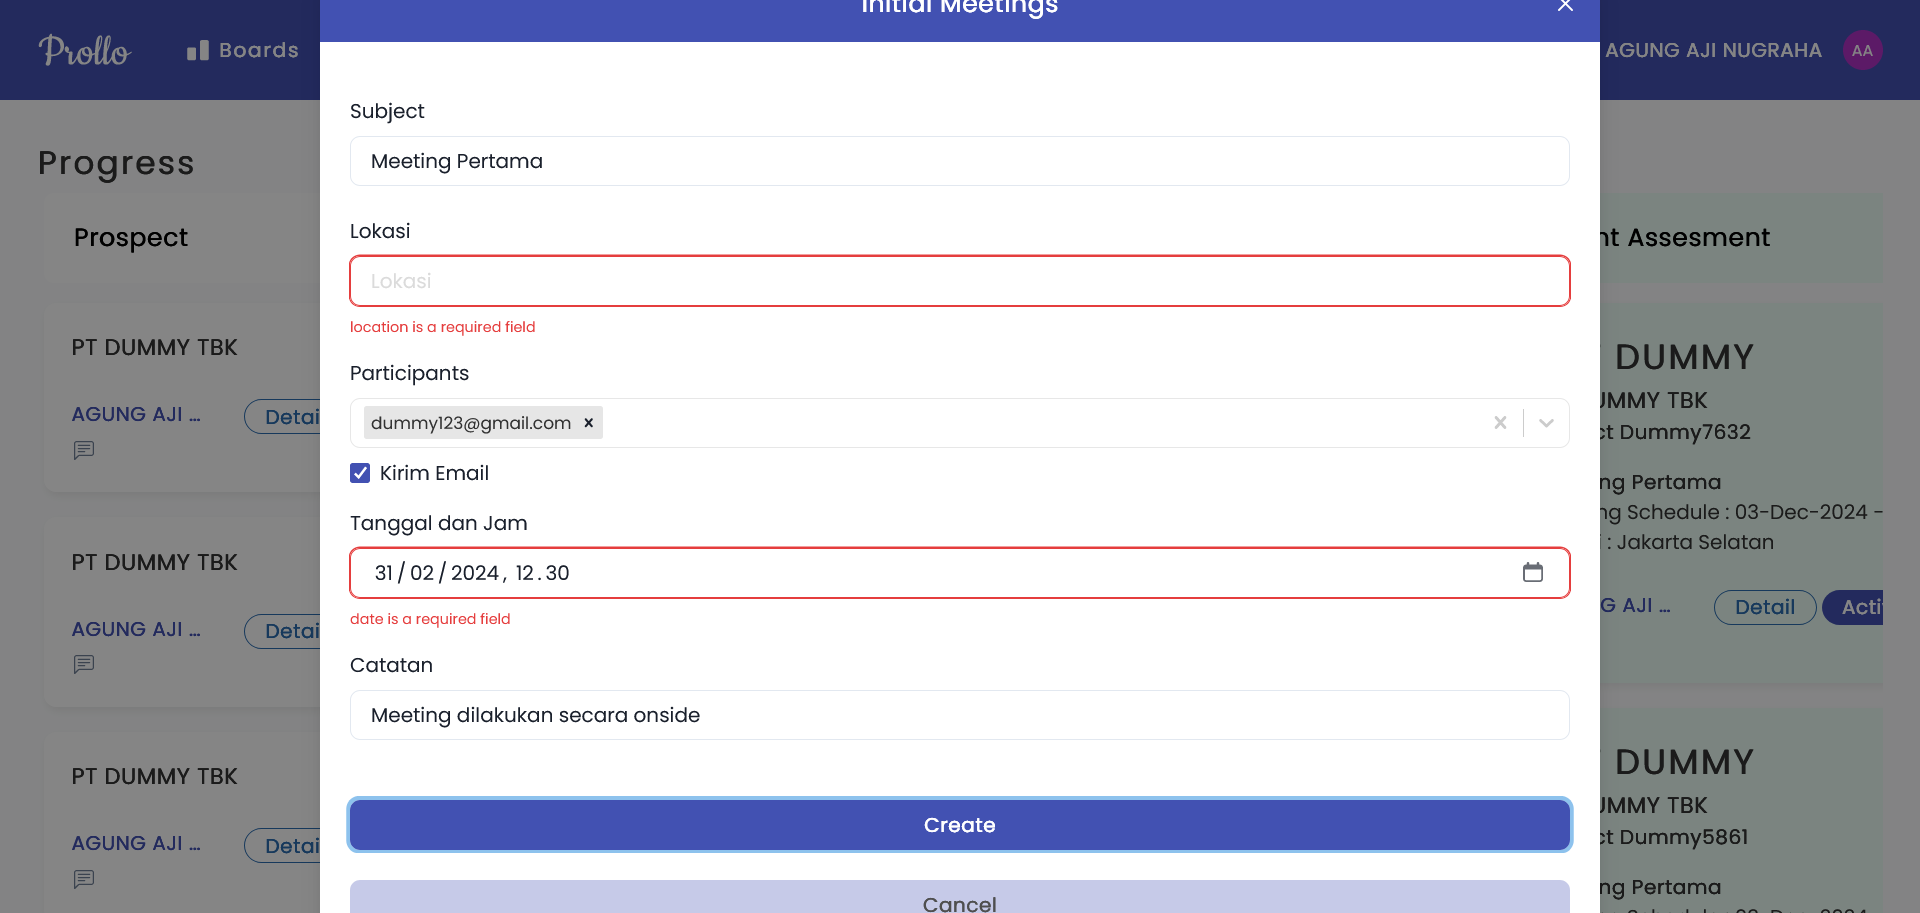 Initial Meetings
Prollo
Boards
AGUNG AJI NUGRAHA
AA
Progress
Prospect
PT DUMMY TBK
AGUNG AJI ...
Detai
PT DUMMY TBK
AGUNG AJI ...
Detai
PT DUMMY TBK
AGUNG AJI ...
Detai
Subject
Meeting Pertama
Lokasi
Lokasi
location is a required field
Participants
dummy123@gmail.com
Kirim Email
Tanggal dan Jam
31/02/2024, 12.30
date is a required field
Catatan
Meeting dilakukan secara onside
Create
Cancel
nt Assesment
DUMMY
UMMY TBK
ct Dummy7632
ng Pertama
ng Schedule : 03-Dec-2024 -
i : Jakarta Selatan
G AJI ...
Detail
Acti
DUMMY
UMMY TBK
ct Dummy5861
ng Pertama